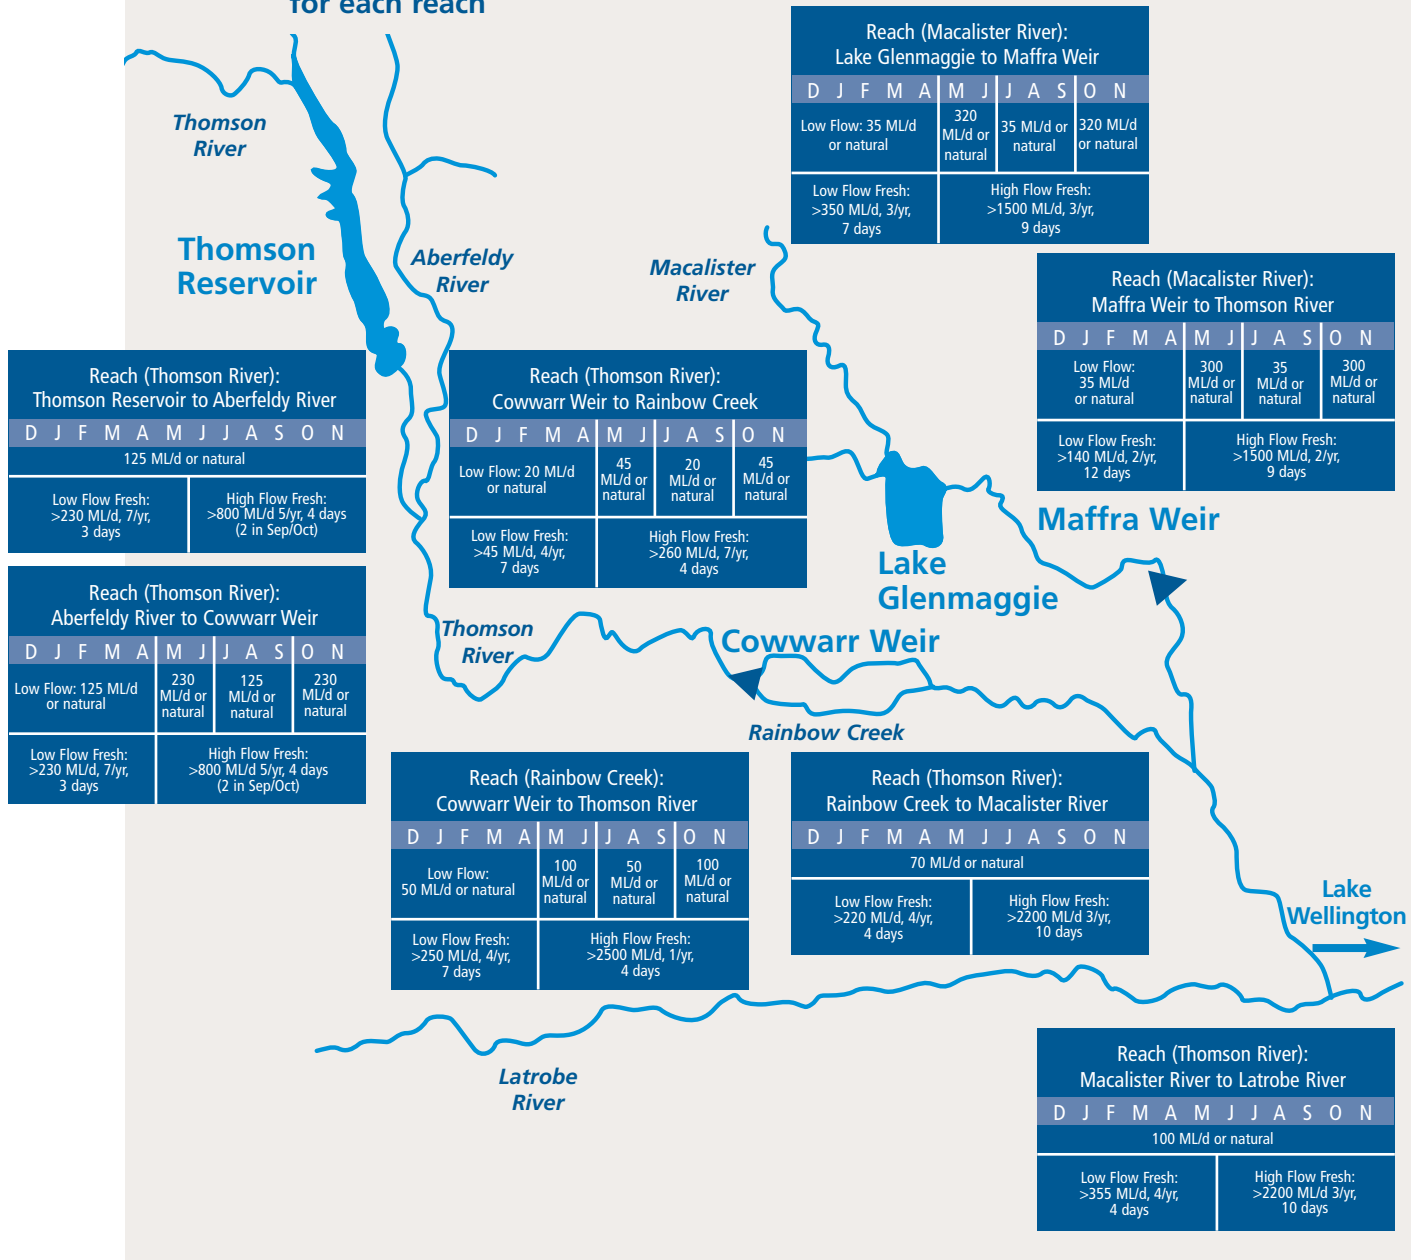 for each reach
Reach (Macalister River):
Lake Glenmaggie to Maffra Weir
D J F M A M J J A S O N
Low Flow: 35 ML/d
or natural
320
ML/d or
natural
35 ML/d or
natural
320 ML/d
or natural
Low Flow Fresh:
>350 ML/d, 3/yr,
7 days
High Flow Fresh:
>1500 ML/d, 3/yr,
9 days
Thomson
River
Thomson
Reservoir
Aberfeldy
River
Macalister
River
Reach (Macalister River):
Maffra Weir to Thomson River
D J F M A M J J A S O N
Low Flow:
35 ML/d
or natural
300
ML/d or
natural
35
ML/d or
natural
300
ML/d or
natural
Low Flow Fresh:
>140 ML/d, 2/yr,
12 days
High Flow Fresh:
>1500 ML/d, 2/yr,
9 days
Reach (Thomson River):
Thomson Reservoir to Aberfeldy River
D J F M A M J J A S O N
125 ML/d or natural
Low Flow Fresh:
>230 ML/d, 7/yr,
3 days
High Flow Fresh:
>800 ML/d 5/yr, 4 days
(2 in Sep/Oct)
Reach (Thomson River):
Cowwarr Weir to Rainbow Creek
D J F M A M J J A S O N
Low Flow: 20 ML/d
or natural
45
ML/d or
natural
20
ML/d or
natural
45
ML/d or
natural
Low Flow Fresh:
>45 ML/d, 4/yr,
7 days
High Flow Fresh:
>260 ML/d, 7/yr,
4 days
Maffra Weir
Lake
Glenmaggie
Reach (Thomson River):
Aberfeldy River to Cowwarr Weir
D J F M A M J J A S O N
Low Flow: 125 ML/d
or natural
230
ML/d or
natural
125
ML/d or
natural
230
ML/d or
natural
Low Flow Fresh:
>230 ML/d, 7/yr,
3 days
High Flow Fresh:
>800 ML/d 5/yr, 4 days
(2 in Sep/Oct)
Thomson
River
Cowwarr Weir
Rainbow Creek
Reach (Rainbow Creek):
Cowwarr Weir to Thomson River
D J F M A M J J A S O N
Low Flow:
50 ML/d or natural
100
ML/d or
natural
50
ML/d or
natural
100
ML/d or
natural
Low Flow Fresh:
>250 ML/d, 4/yr,
7 days
High Flow Fresh:
>2500 ML/d, 1/yr,
4 days
Reach (Thomson River):
Rainbow Creek to Macalister River
D J F M A M J J A S O N
70 ML/d or natural
Low Flow Fresh:
>220 ML/d, 4/yr,
4 days
High Flow Fresh:
>2200 ML/d 3/yr,
10 days
Lake
Wellington
Latrobe
River
Reach (Thomson River):
Macalister River to Latrobe River
D J F M A M J J A S O N
100 ML/d or natural
Low Flow Fresh:
>355 ML/d, 4/yr,
4 days
High Flow Fresh:
>2200 ML/d 3/yr,
10 days